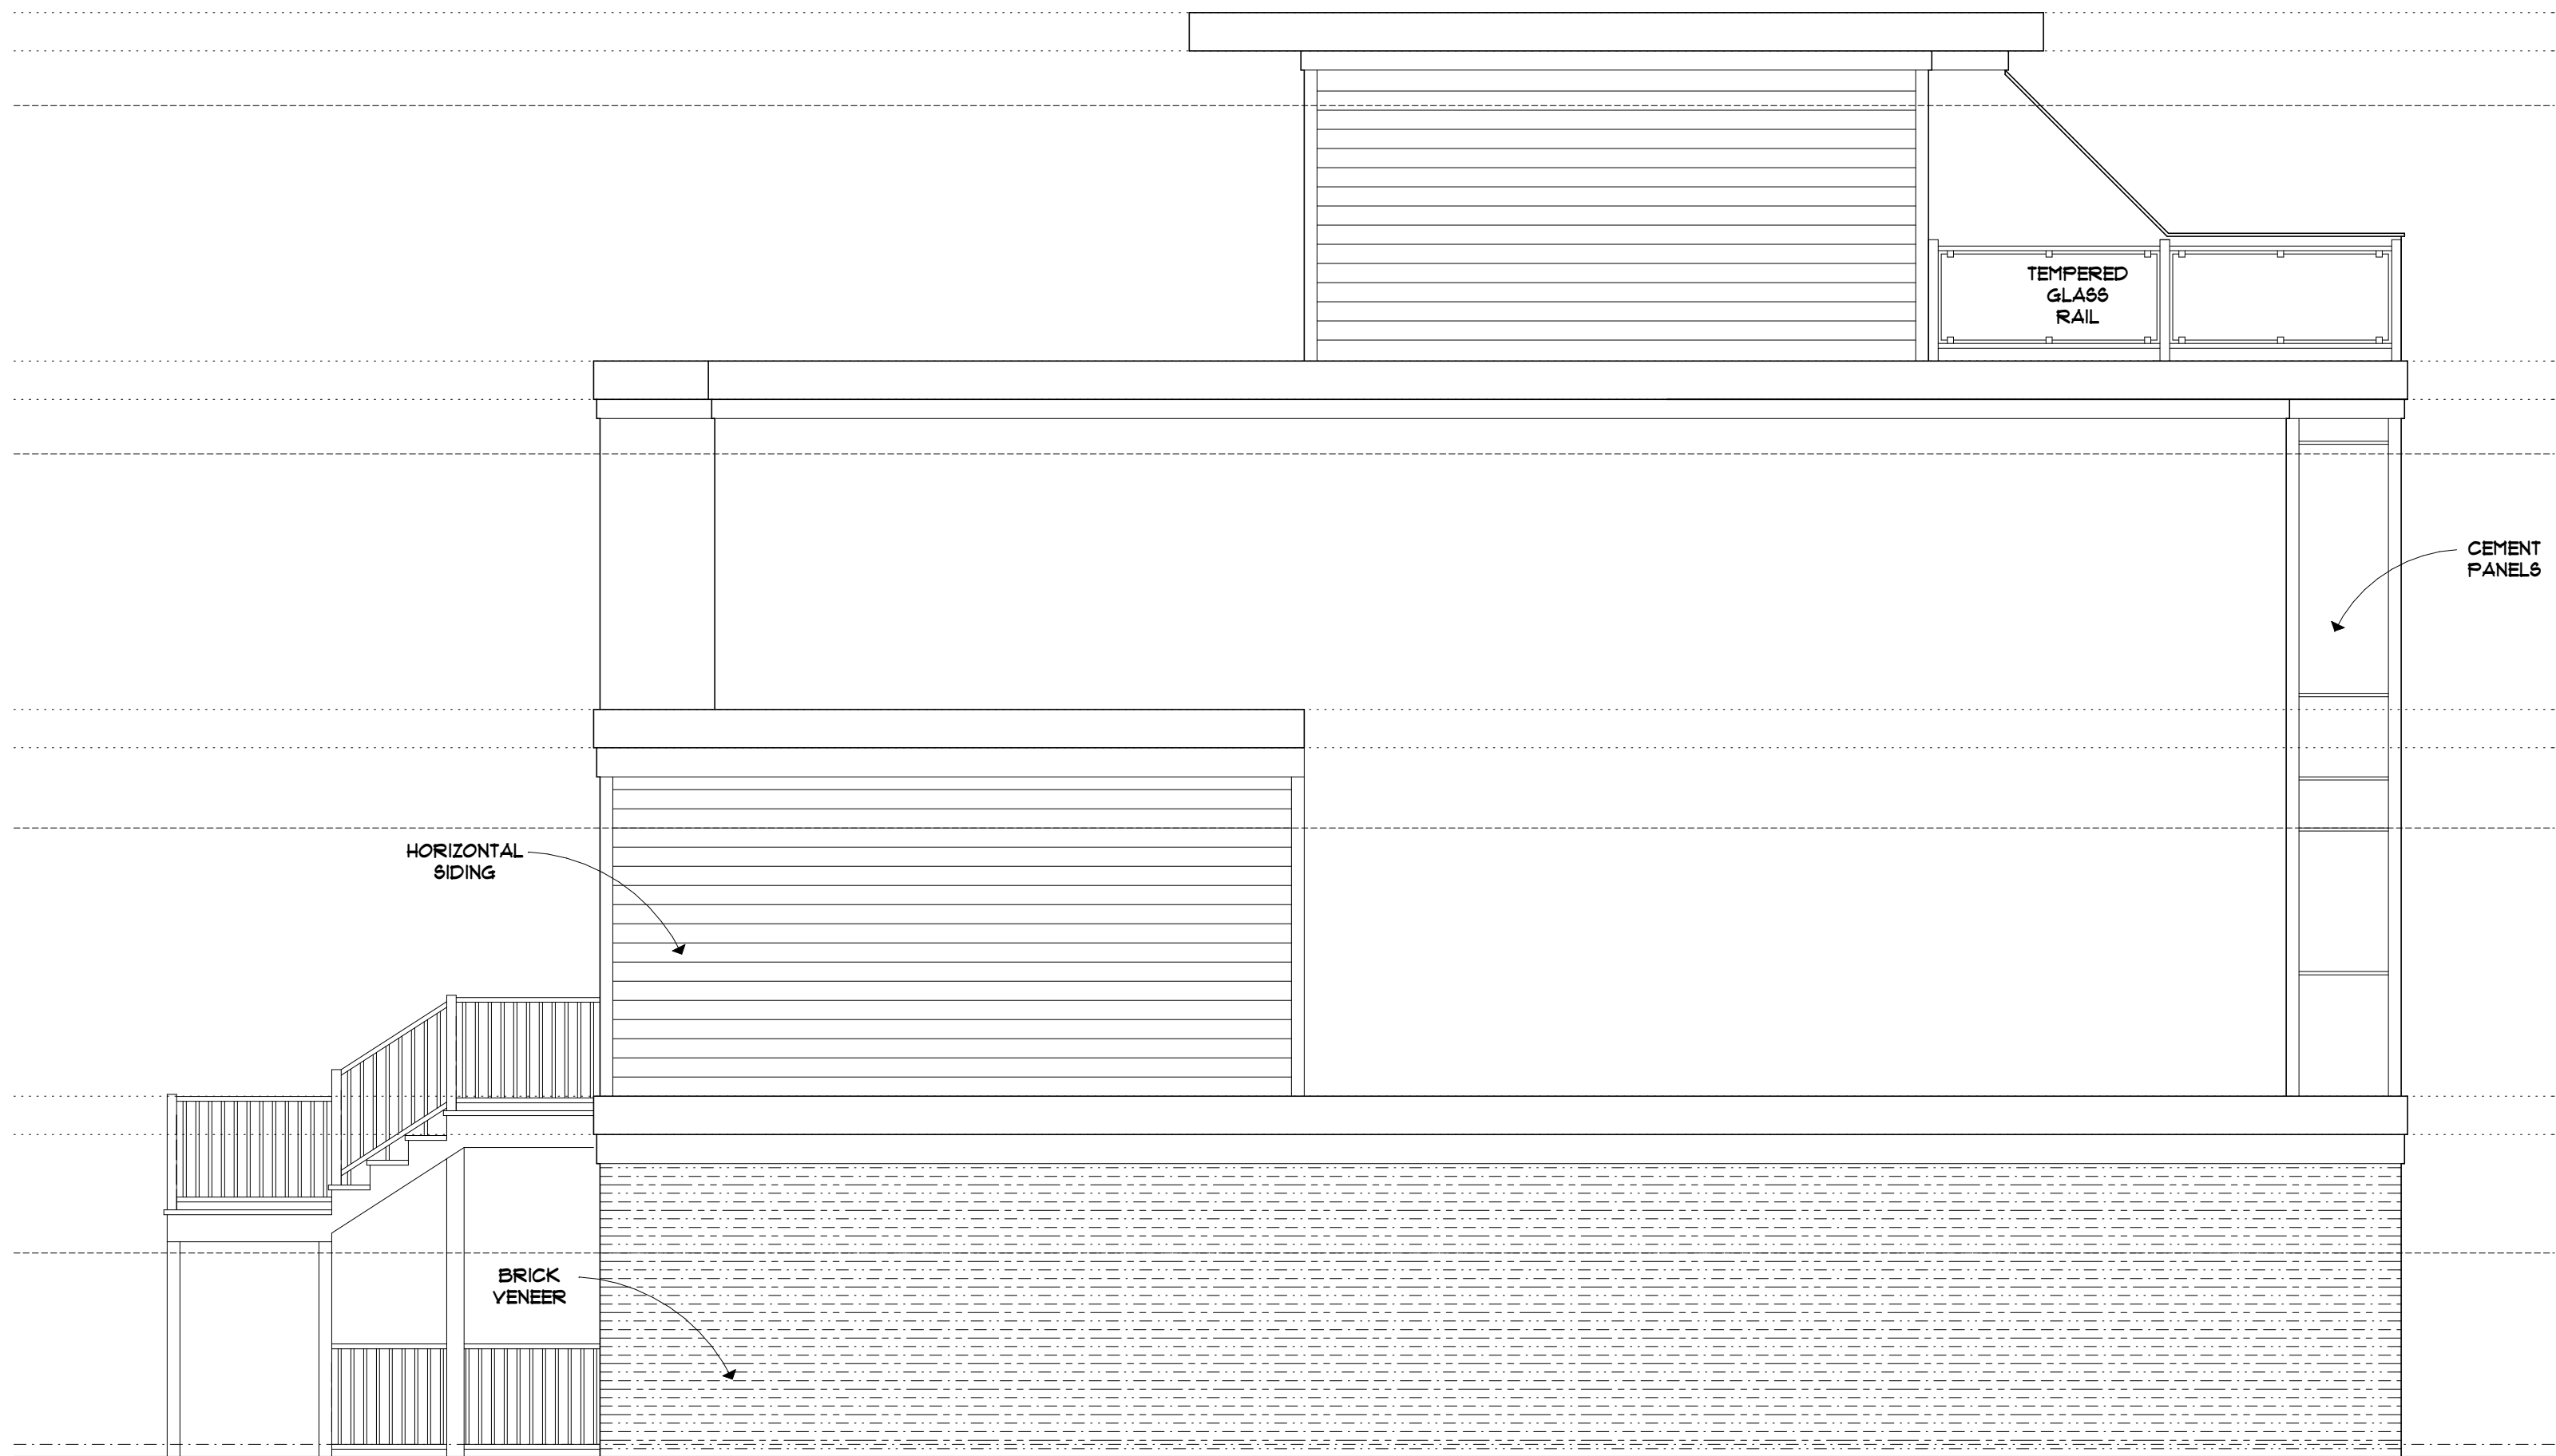 TEMPERED
GLASS
RAIL
CEMENT
PANELS
HORIZONTAL
SIDING
BRICK
VENEER